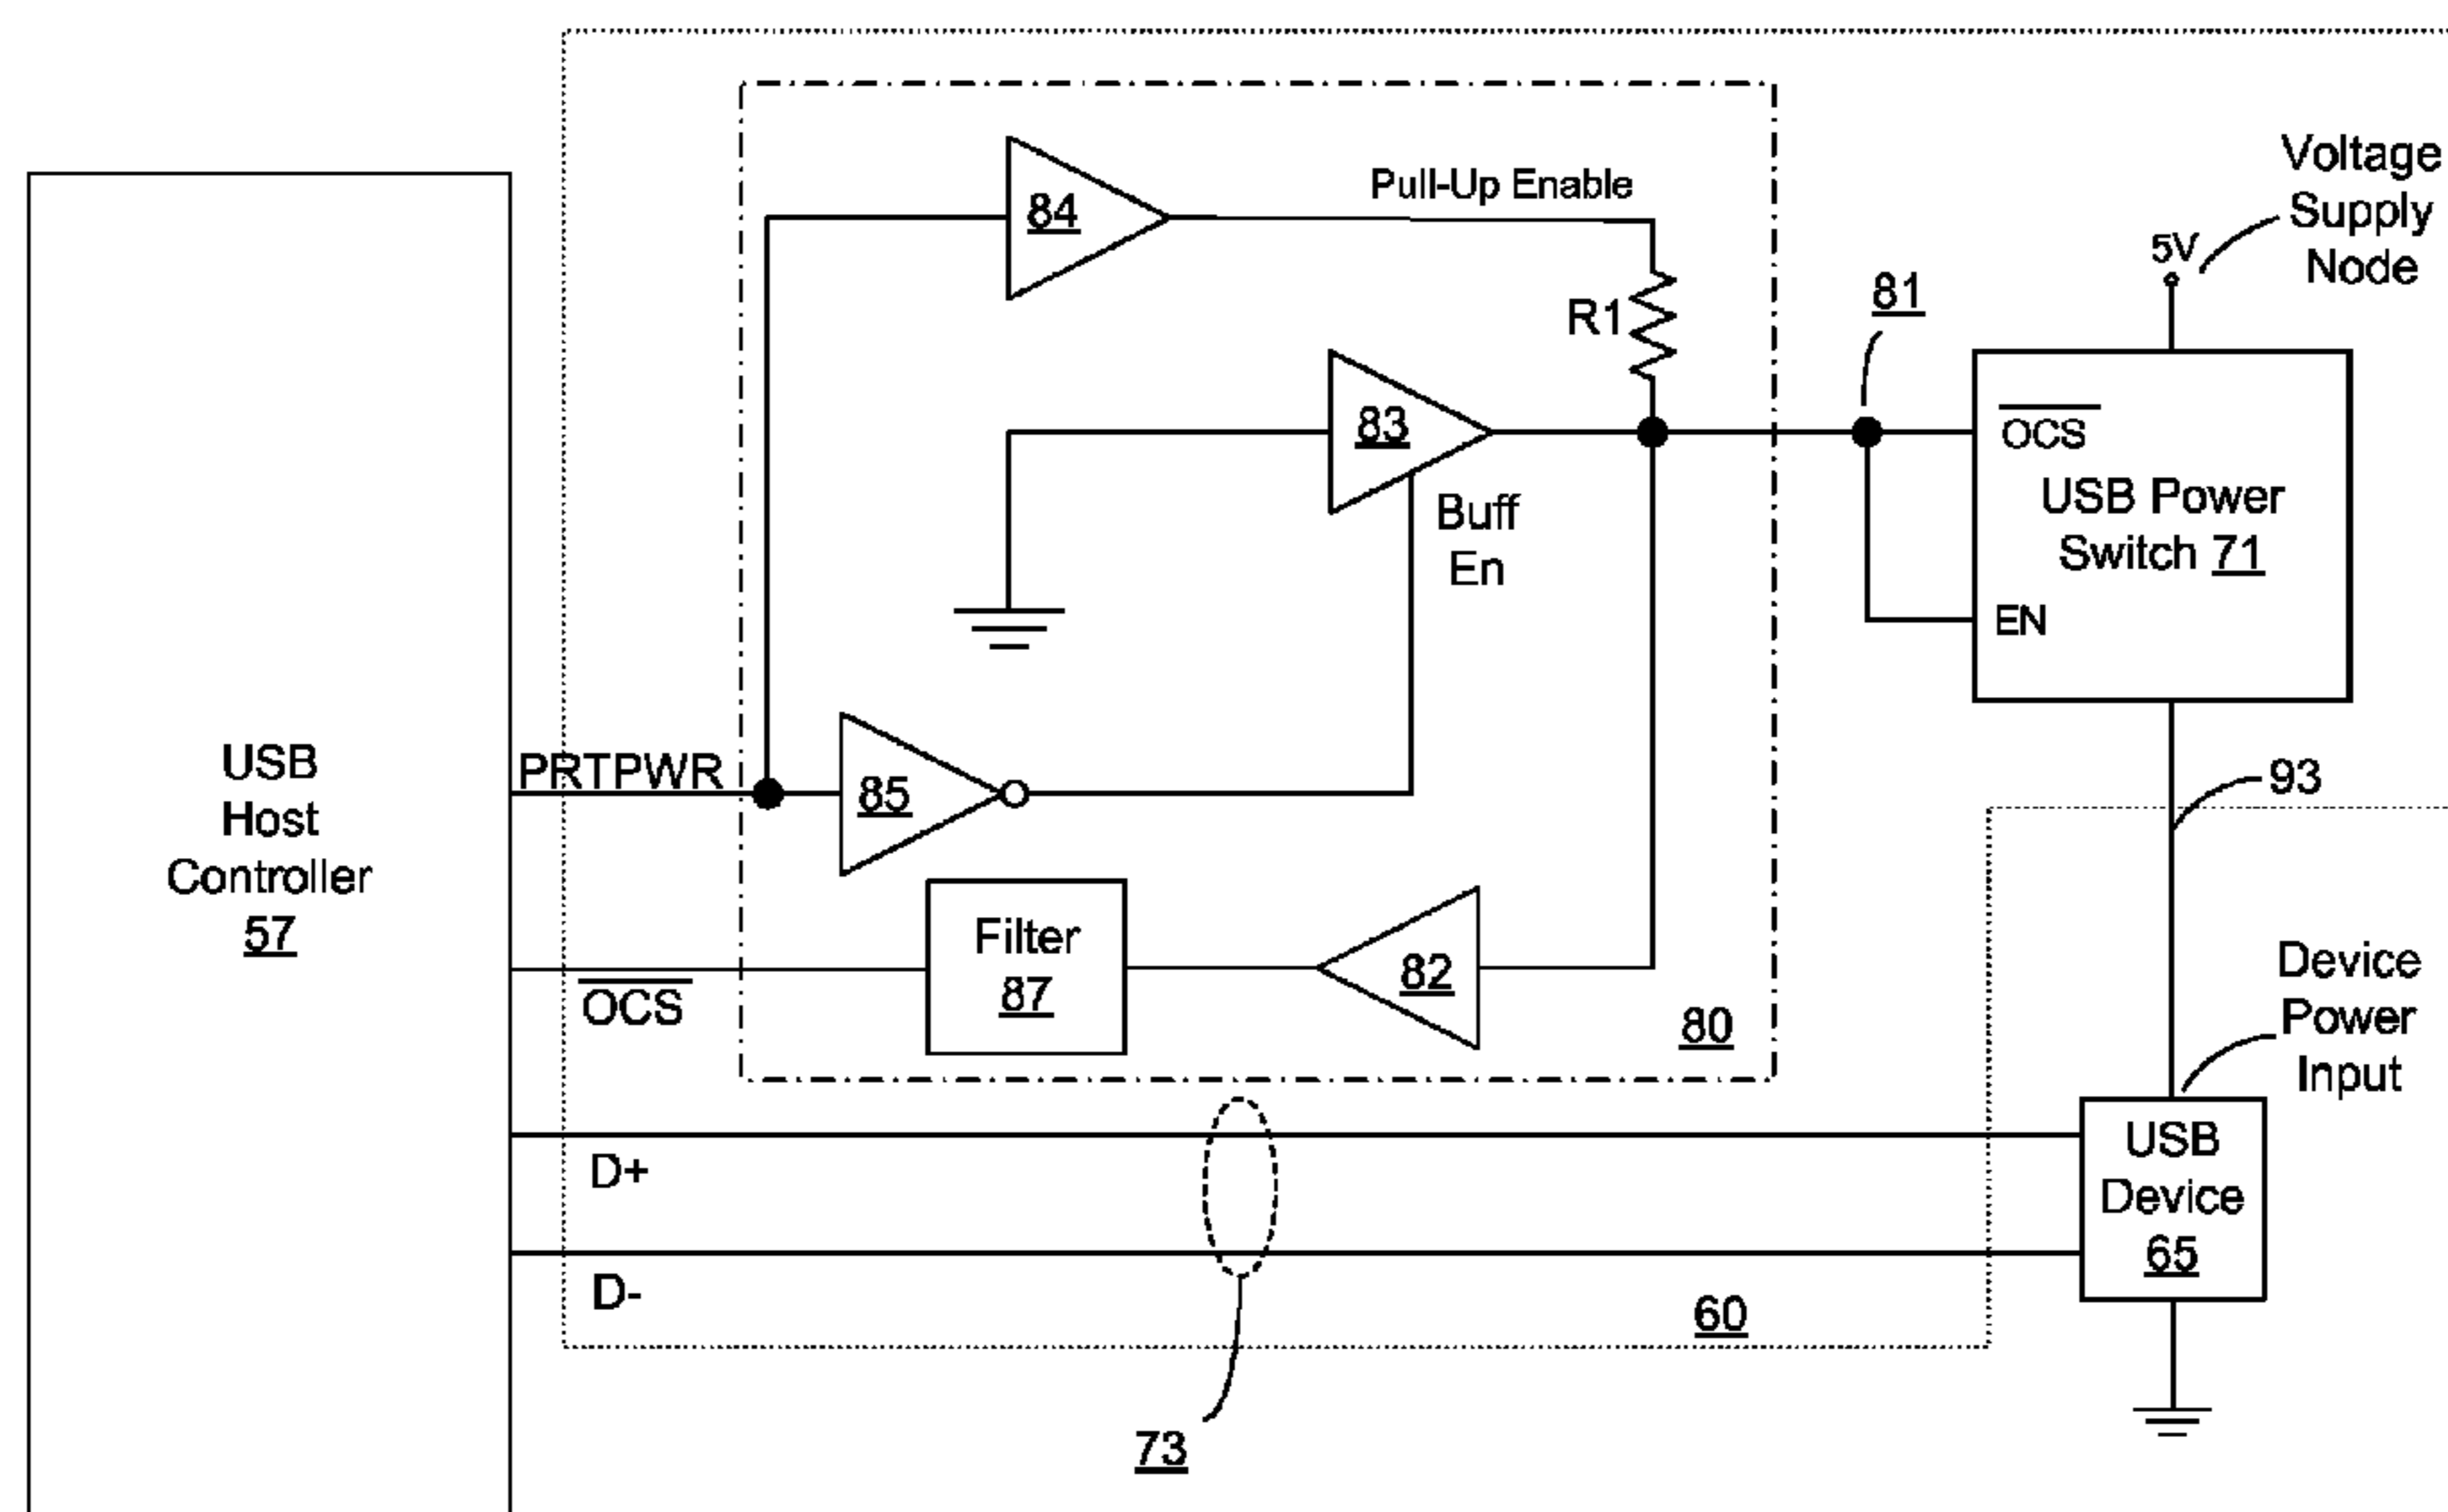 Voltage
Supply
Node
84
Pull-Up Enable
5V
81
R1
83
OCS
USB Power
Switch 71
Buff
En
EN
USB
Host
Controller
57
PRTPWR
85
93
Filter
87
82
OCS
80
Device
Power
Input
D+
USB
Device
65
D-
60
73